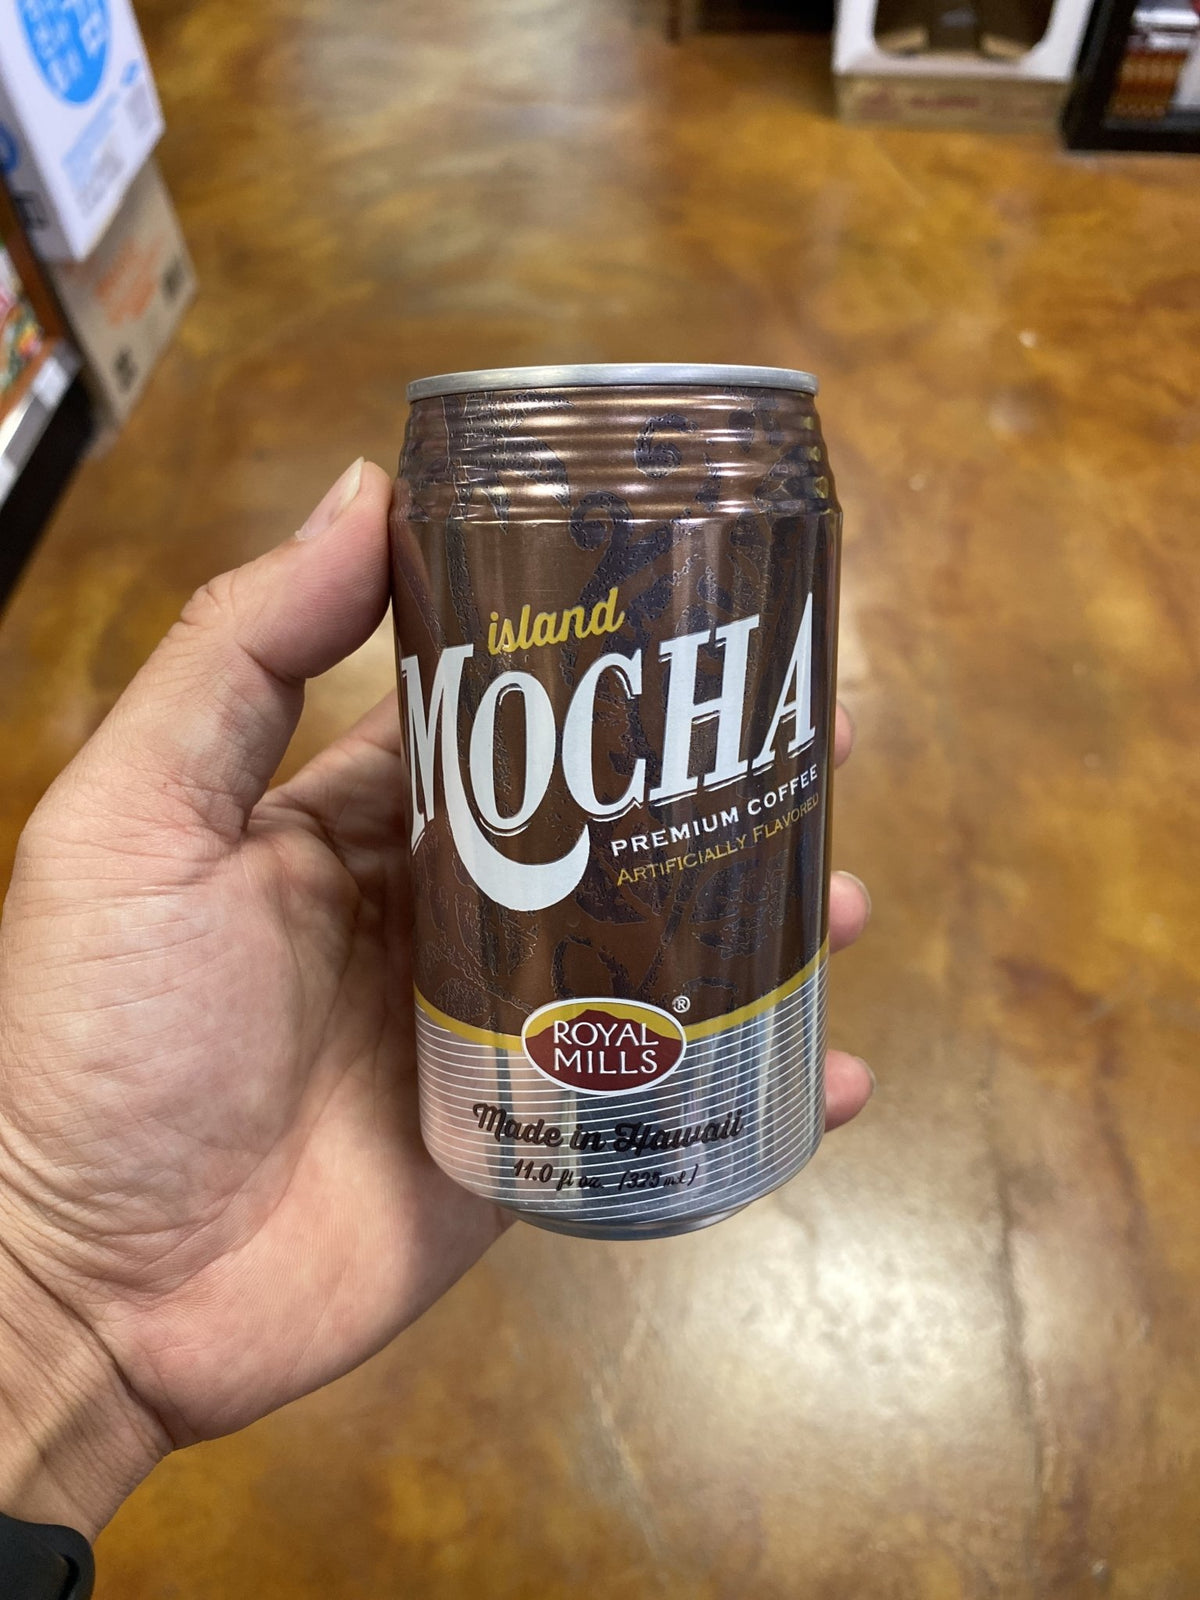 island
MOCHA
PREMIUM COFFEE
ARTIFICIALLY FLAVORED
®
ROYAL
MILLS
Made in Hawaii
11.0 fl oz. (325 ml)